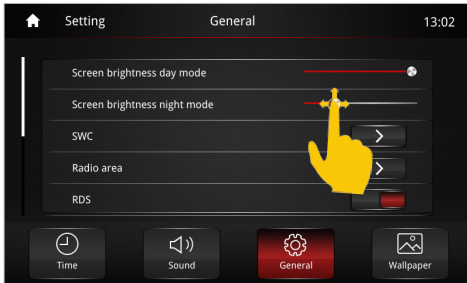 Setting General 13:02
Screen brightness day mode
Screen brightness night mode
SWC
Radio area
RDS
Time Sound General Wallpaper